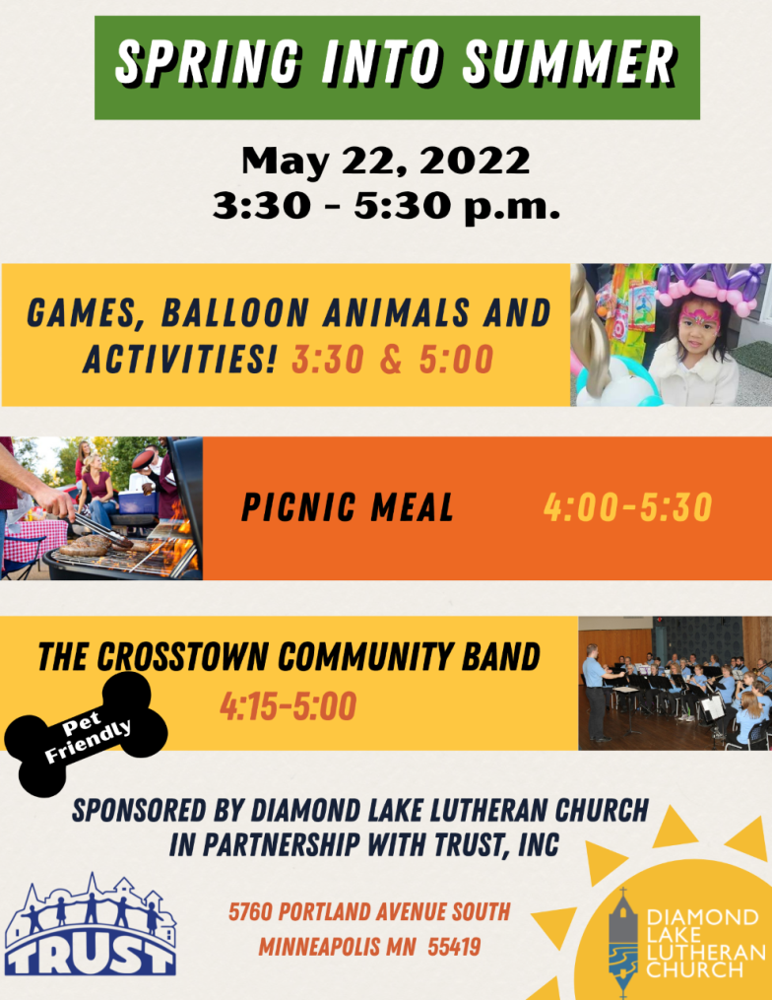 SPRING INTO SUMMER
May 22, 2022
3:30 - 5:30 p.m.
GAMES, BALLOON ANIMALS AND
ACTIVITIES! 3:30 & 5:00
PICNIC MEAL 4:00-5:30
THE CROSSTOWN COMMUNITY BAND
4:15-5:00
Pet
Friendly
SPONSORED BY DIAMOND LAKE LUTHERAN CHURCH
IN PARTNERSHIP WITH TRUST, INC
TRUST
5760 PORTLAND AVENUE SOUTH
MINNEAPOLIS MN 55419
DIAMOND
LAKE
LUTHERAN
CHURCH